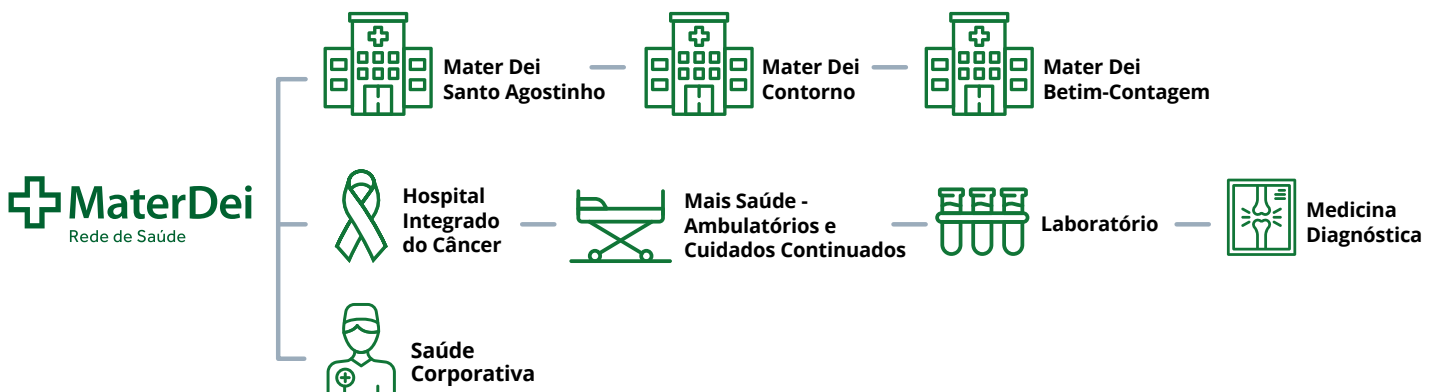 Mater Dei
Santo Agostinho
Mater Dei
Contorno
Mater Dei
Betim-Contagem
MaterDei
Rede de Saúde
Hospital
Integrado
do Câncer
Mais Saúde -
Ambulatórios e
Cuidados Continuados
Laboratório
Medicina
Diagnóstica
Saúde
Corporativa